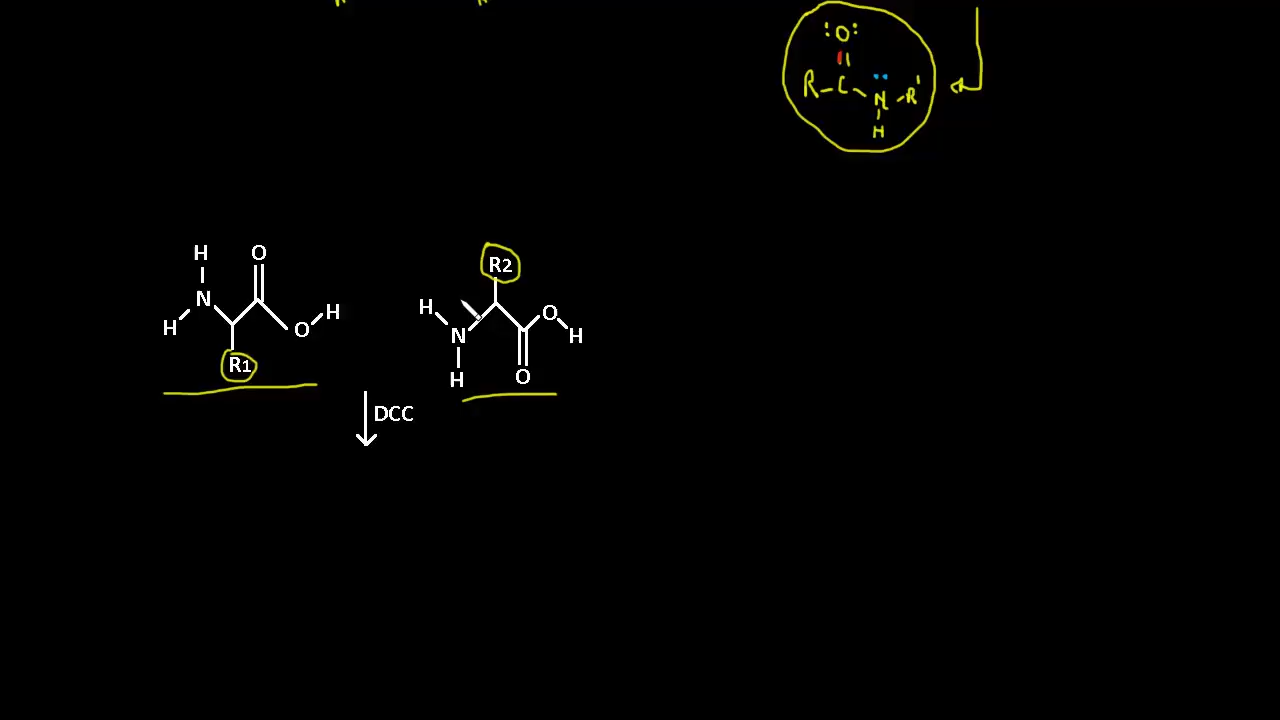 :O:
R-C-N-R'
H
H O
N O H
H
R1
R2
H O
N H
H O
DCC